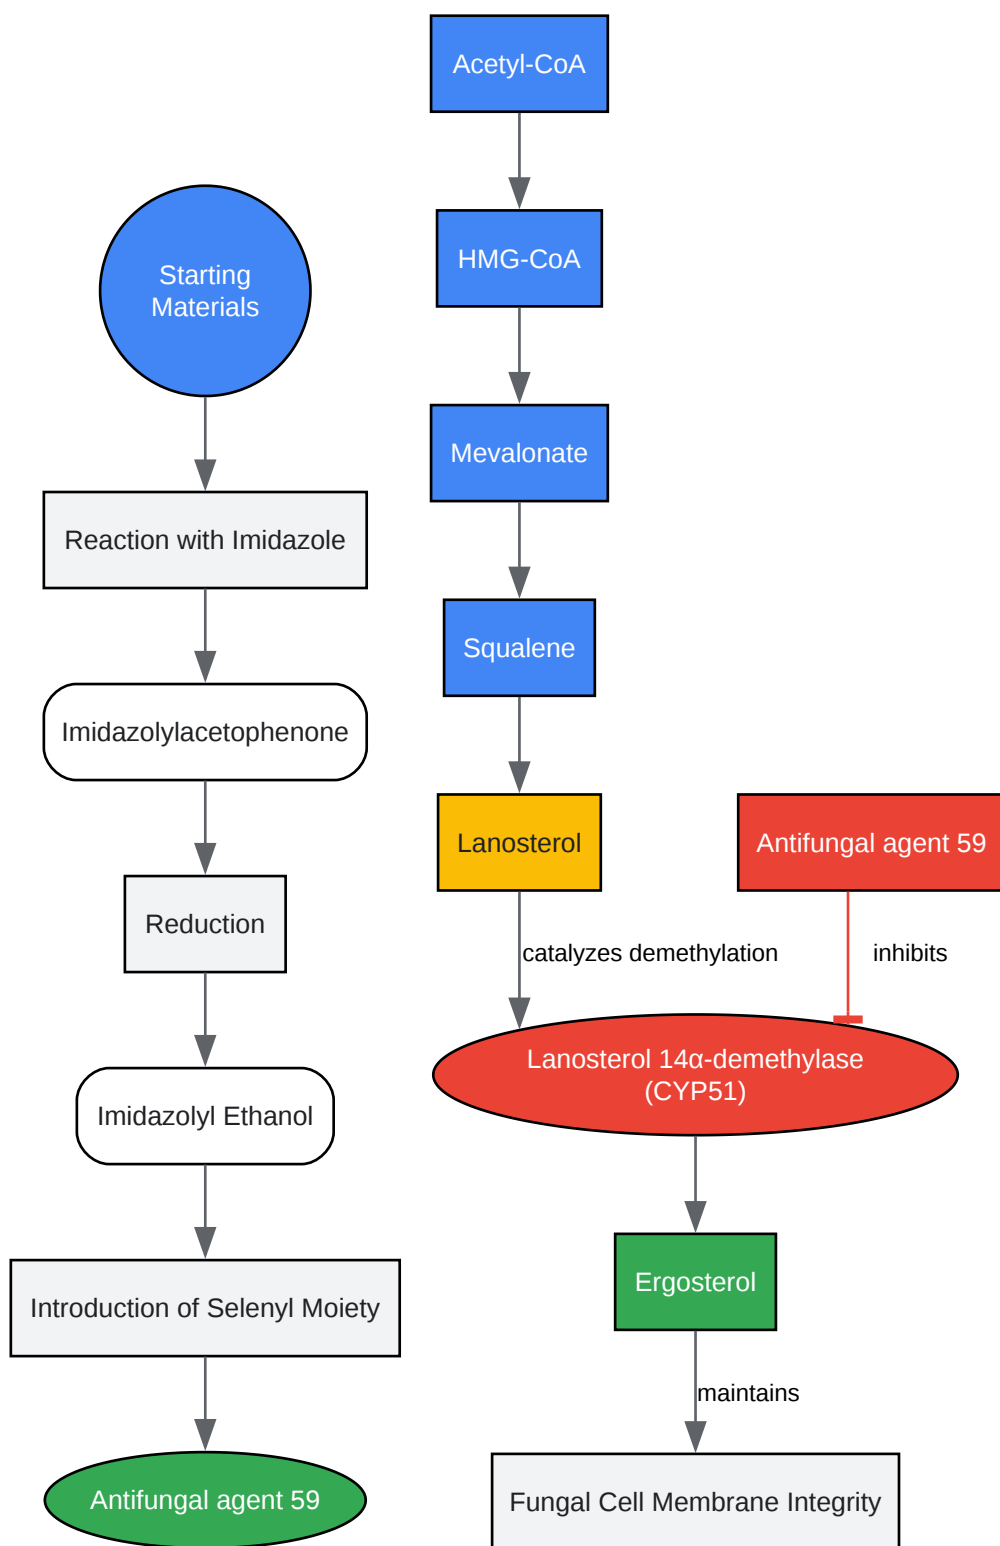 Acetyl-CoA
HMG-CoA
Starting
Materials
Mevalonate
Reaction with Imidazole
Squalene
Imidazolylacetophenone
Lanosterol
Antifungal agent 59
Reduction
catalyzes demethylation
inhibits
Lanosterol 14α-demethylase
(CYP51)
Imidazolyl Ethanol
Ergosterol
Introduction of Selenyl Moiety
maintains
Antifungal agent 59
Fungal Cell Membrane Integrity